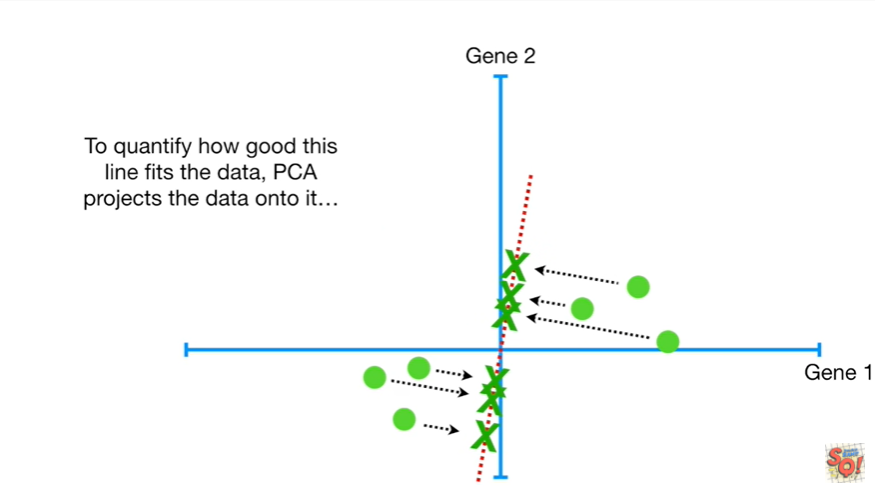 Gene 2
To quantify how good this
line fits the data, PCA
projects the data onto it…
Gene 1
SQ!